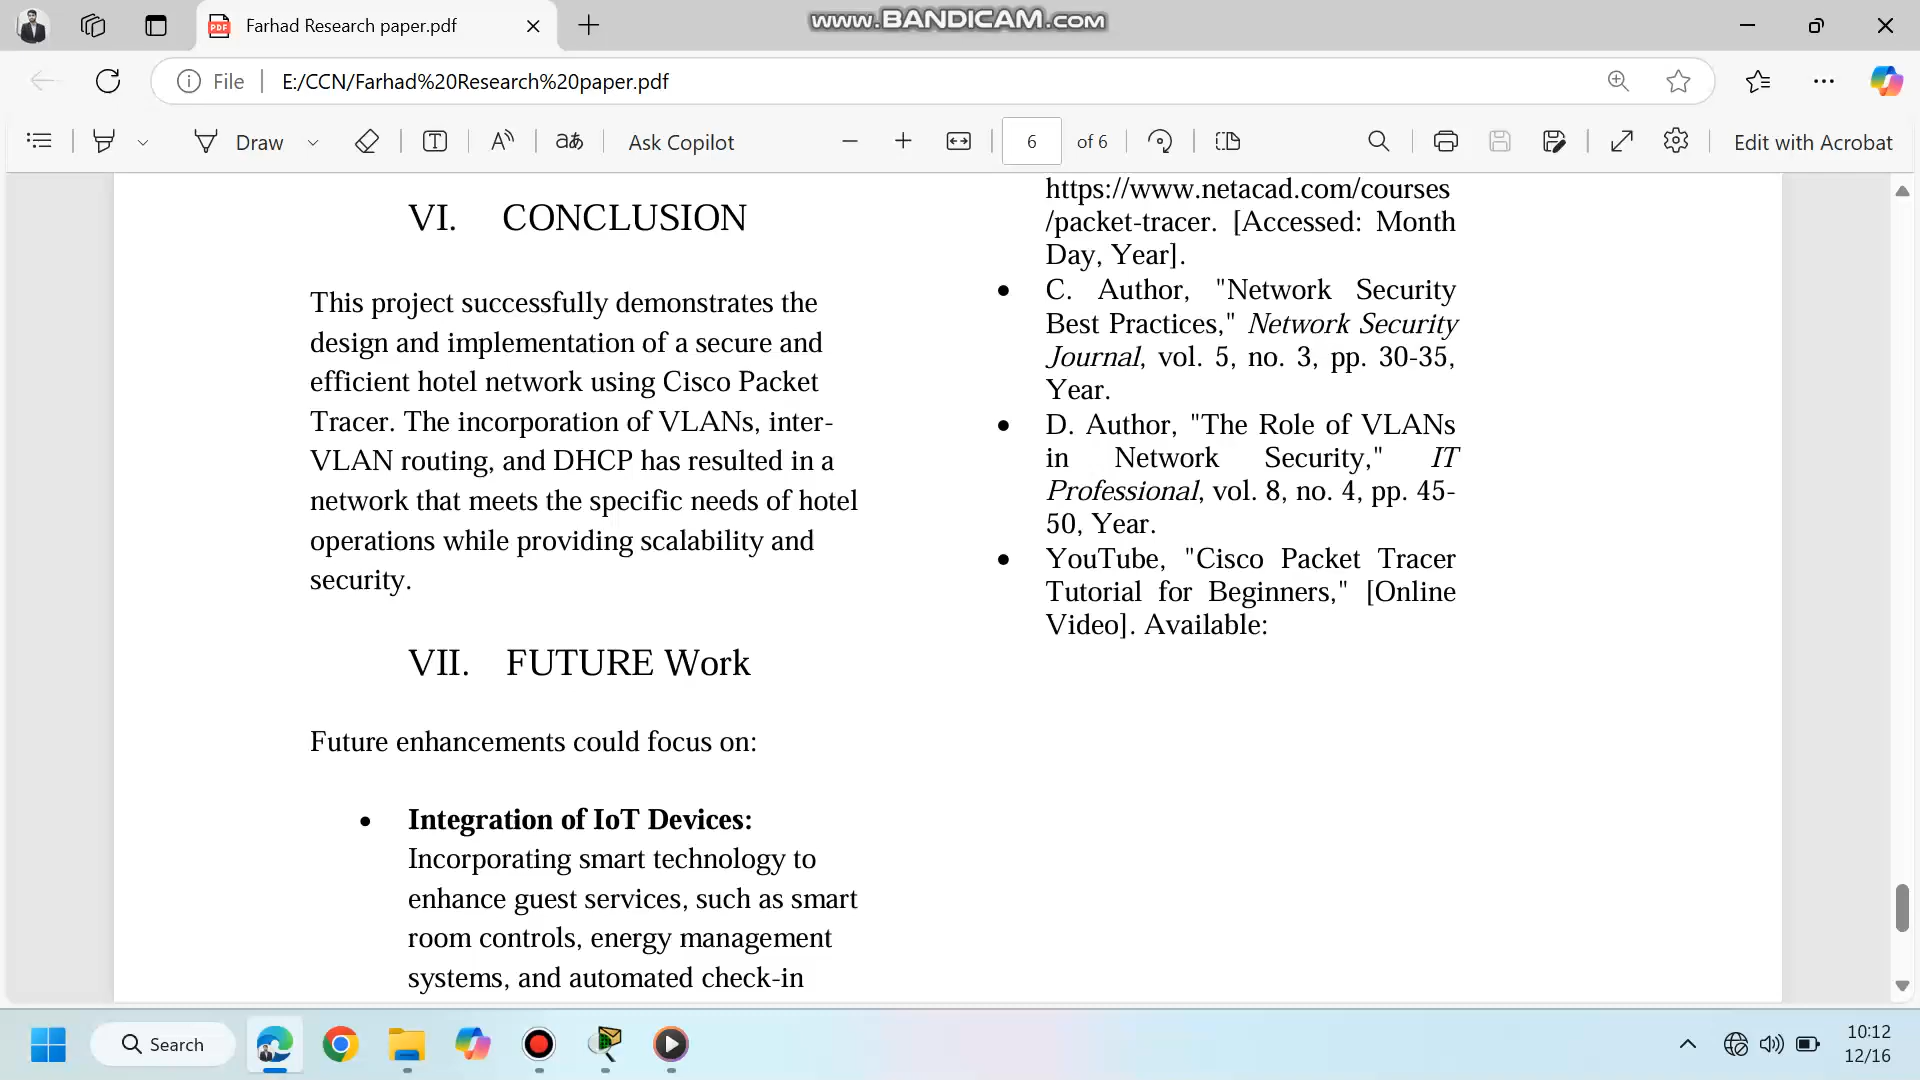 Farhad Research paper.pdf
www.BANDICAM.com
File
E:/CCN/Farhad%20Research%20paper.pdf
Draw
Ask Copilot
6
of 6
Edit with Acrobat
VI. CONCLUSION
This project successfully demonstrates the
design and implementation of a secure and
efficient hotel network using Cisco Packet
Tracer. The incorporation of VLANs, inter-
VLAN routing, and DHCP has resulted in a
network that meets the specific needs of hotel
operations while providing scalability and
security.
VII. FUTURE Work
Future enhancements could focus on:
• Integration of IoT Devices:
Incorporating smart technology to
enhance guest services, such as smart
room controls, energy management
systems, and automated check-in
https://www.netacad.com/courses
/packet-tracer. [Accessed: Month
Day, Year].
• C. Author, "Network Security
Best Practices," Network Security
Journal, vol. 5, no. 3, pp. 30-35,
Year.
• D. Author, "The Role of VLANs
in Network Security," IT
Professional, vol. 8, no. 4, pp. 45-
50, Year.
• YouTube, "Cisco Packet Tracer
Tutorial for Beginners," [Online
Video]. Available:
Search
10:12
12/16